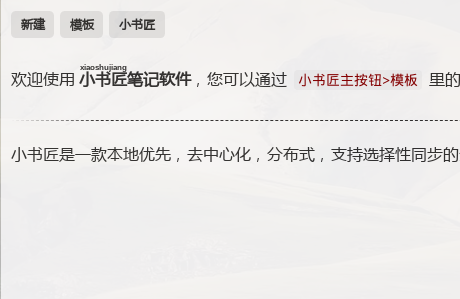 新建 模板 小书匠
xiaoshujiang
欢迎使用 小书匠笔记软件，您可以通过 小书匠主按钮>模板 里的
小书匠是一款本地优先，去中心化，分布式，支持选择性同步的